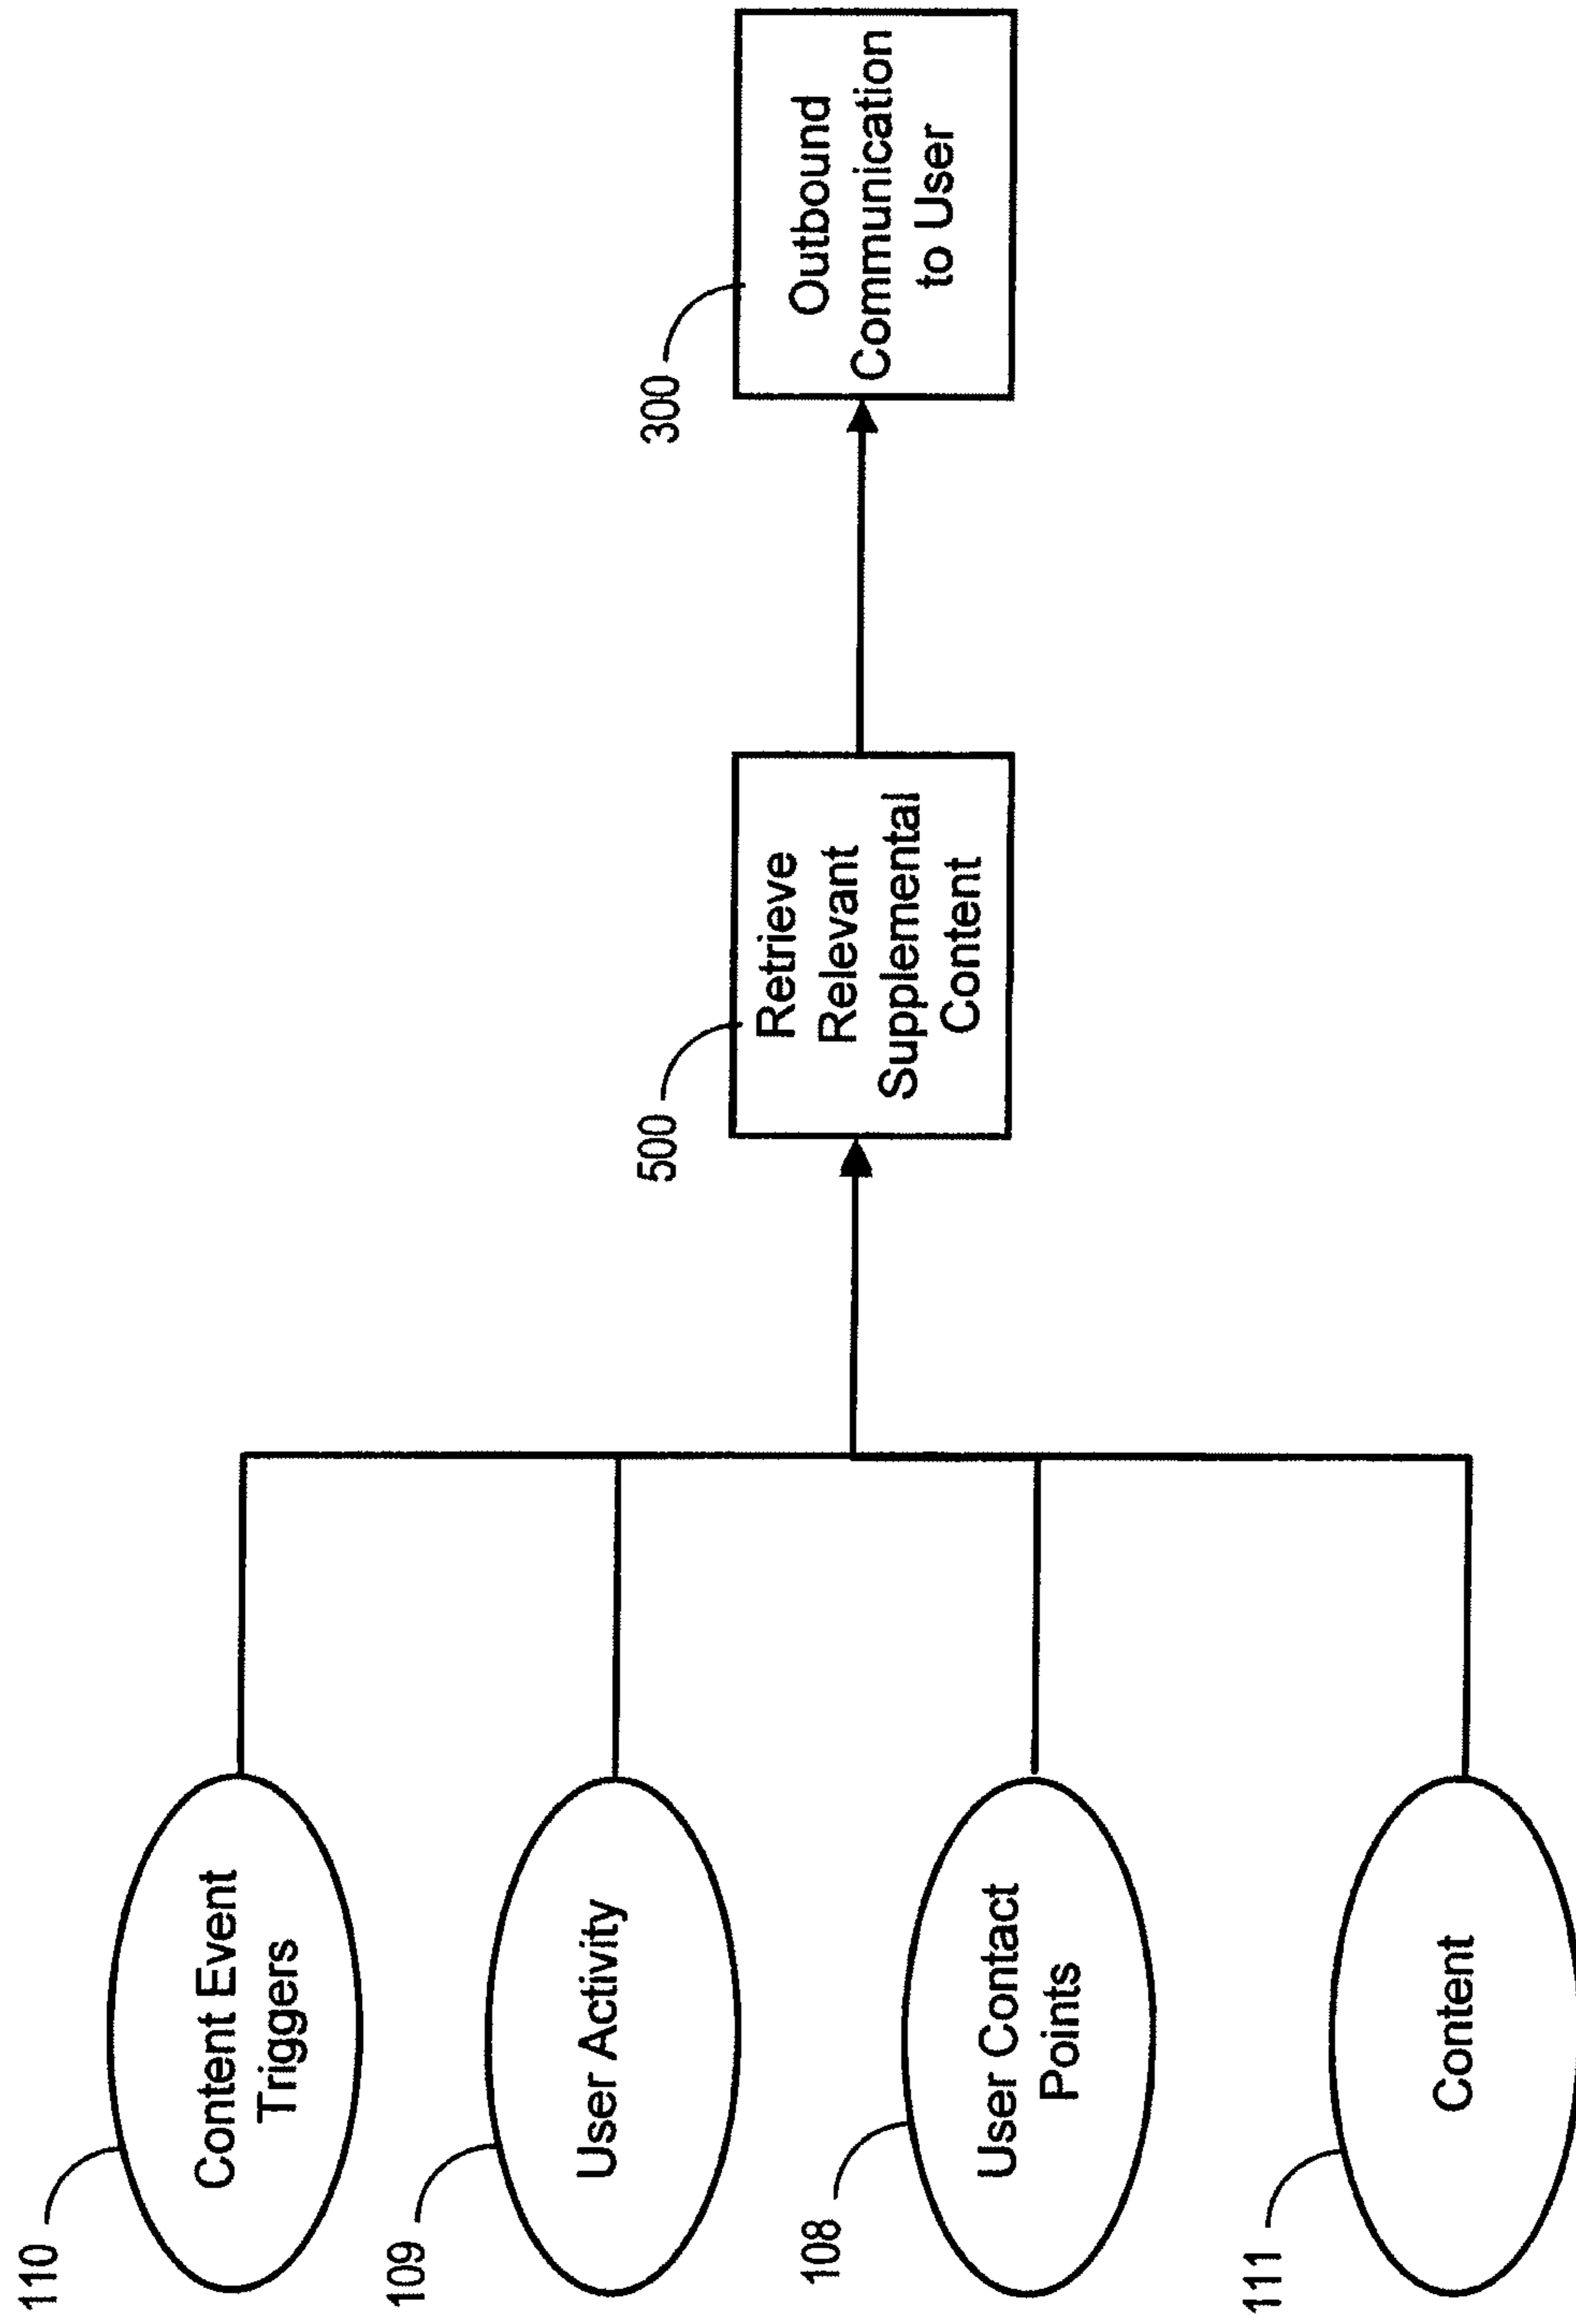 110
Content Event
Triggers
109
User Activity
108
User Contact
Points
111
Content
500
Retrieve
Relevant
Supplemental
Content
300
Outbound
Communication
to User